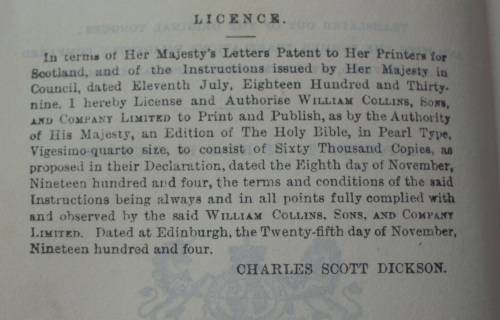 LICENCE.
In terms of Her Majesty's Letters Patent to Her Printers for
Scotland, and of the Instructions issued by Her Majesty in
Council, dated Eleventh July, Eighteen Hundred and Thirty-
nine, I hereby License and Authorise WILLIAM COLLINS, SONS,
AND COMPANY LIMITED to Print and Publish, as by the Authority
of His Majesty, an Edition of The Holy Bible, in Pearl Type,
Vigesimo-quarto size, to consist of Sixty Thousand Copies, as
proposed in their Declaration, dated the Eighth day of November,
Nineteen hundred and four, the terms and conditions of the said
Instructions being always and in all points fully complied with
and observed by the said WILLIAM COLLINS, SONS, AND COMPANY
LIMITED. Dated at Edinburgh, the Twenty-fifth day of November,
Nineteen hundred and four.
CHARLES SCOTT DICKSON.